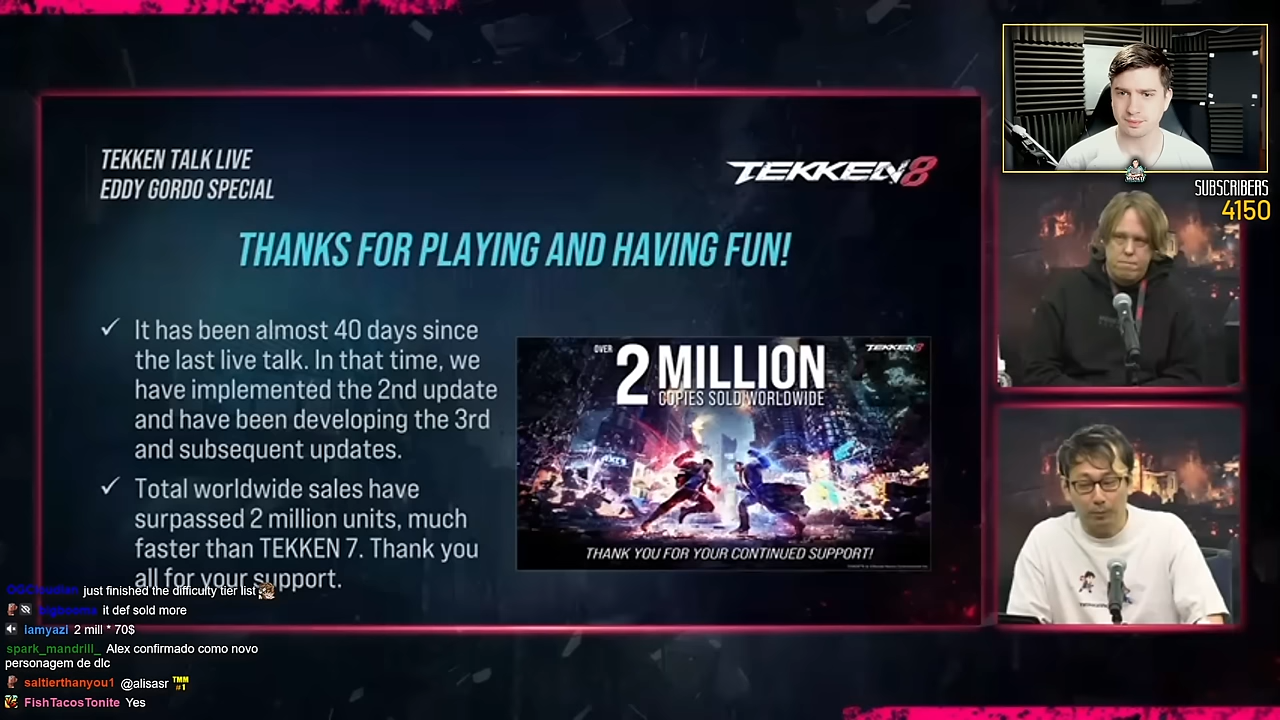 TEKKEN TALK LIVE
EDDY GORDO SPECIAL
TEKKEN 8
THANKS FOR PLAYING AND HAVING FUN!
It has been almost 40 days since
the last live talk. In that time, we
have implemented the 2nd update
and have been developing the 3rd
and subsequent updates.
Total worldwide sales have
surpassed 2 million units, much
faster than TEKKEN 7. Thank you
all for your support.
OVER
2 MILLION
COPIES SOLD WORLDWIDE
TEKKEN 8
THANK YOU FOR YOUR CONTINUED SUPPORT!
SUBSCRIBERS
4150
just finished the difficulty tier list
it def sold more
iamyazi 2 mill * 70$
spark_mandrill_ Alex confirmado como novo
personagem de dlc
saltierthanyou1 @alisasr TMM #1
FishTacosTonite Yes